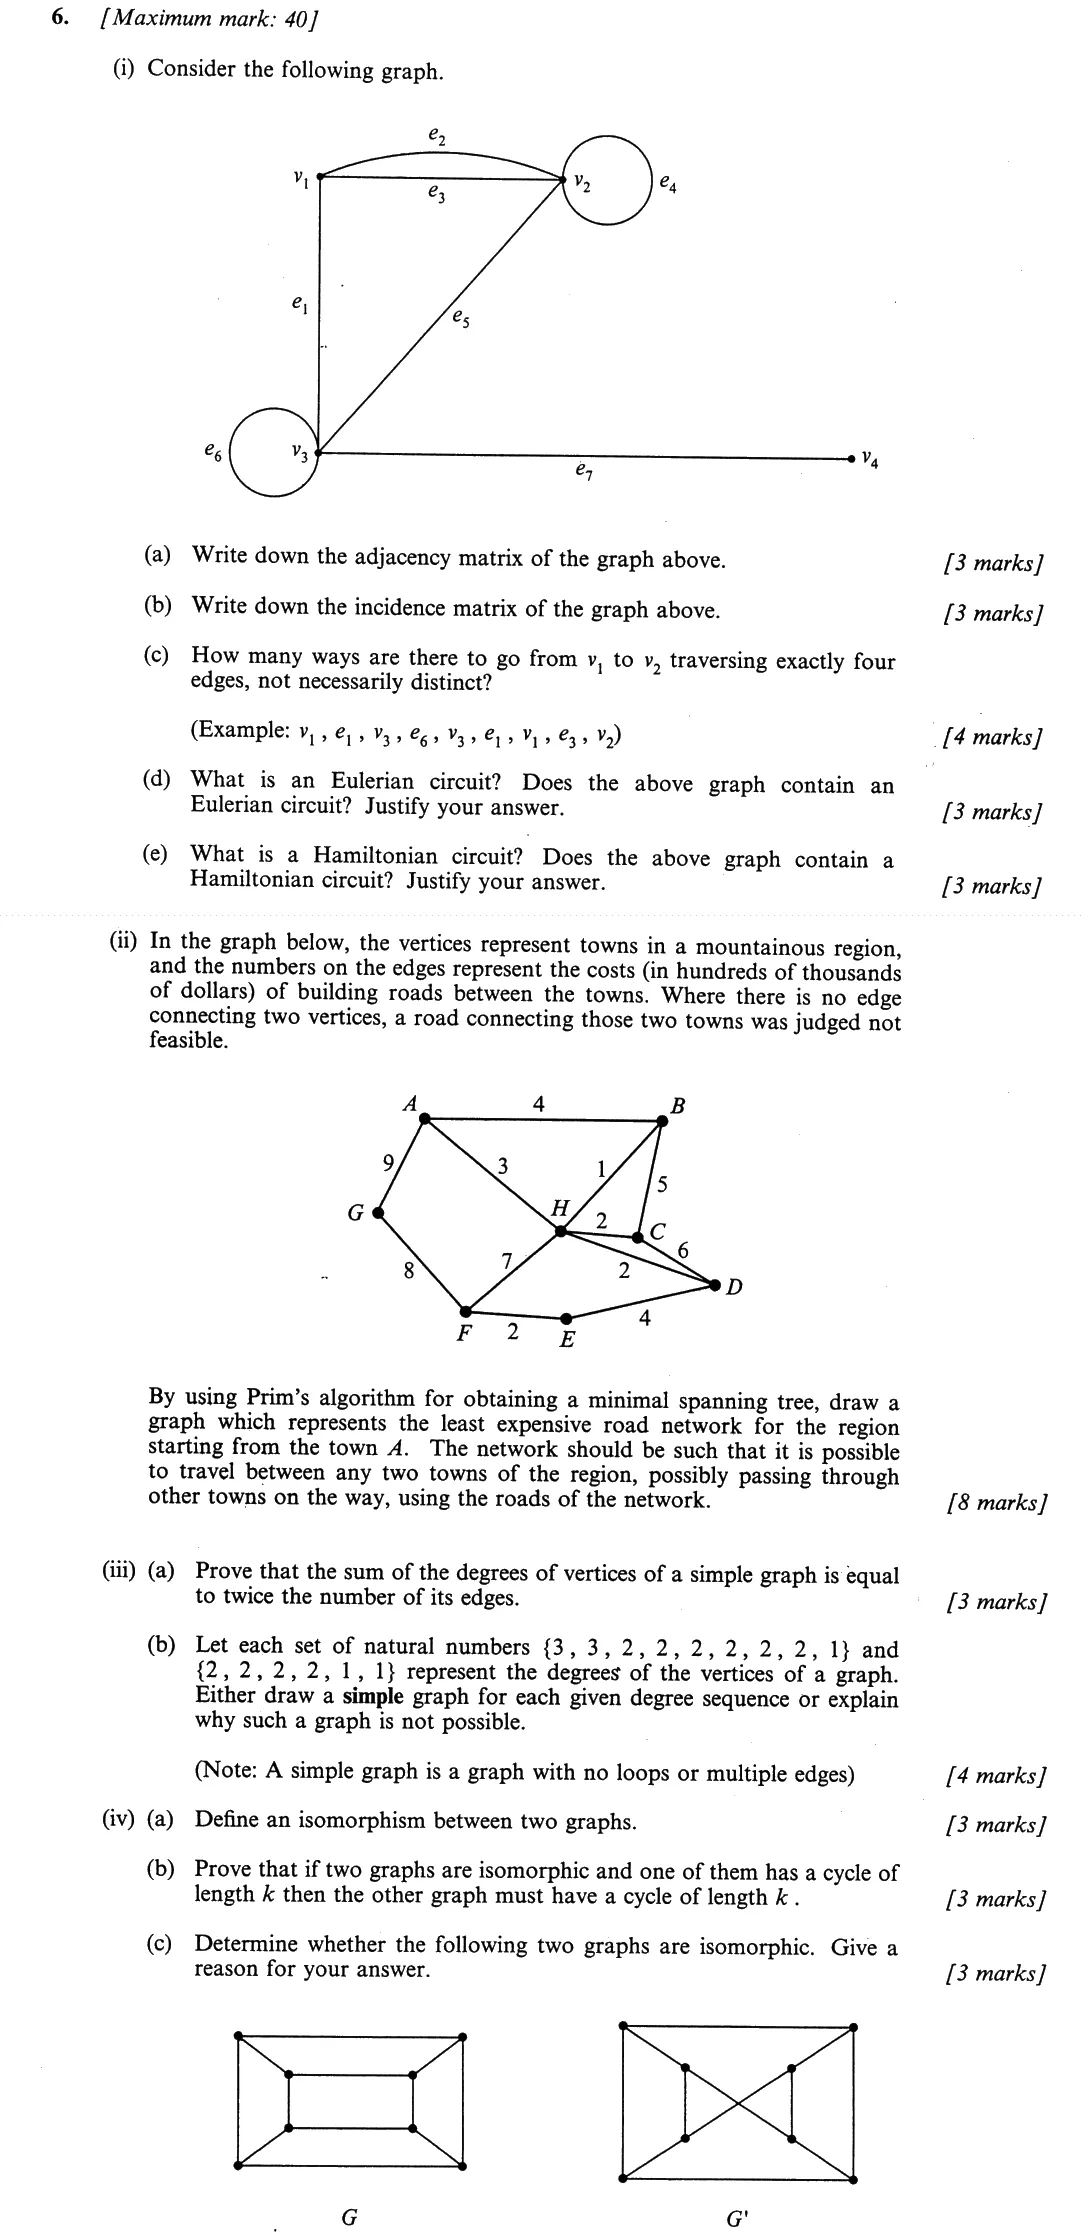 6. [Maximum mark: 40]
(i) Consider the following graph.
e2
v1
v2
e4
e3
e1
e5
e6
v3
e7
v4
(a) Write down the adjacency matrix of the graph above. [3 marks]
(b) Write down the incidence matrix of the graph above. [3 marks]
(c) How many ways are there to go from v1 to v2 traversing exactly four
edges, not necessarily distinct?
(Example: v1 , e1 , v3 , e6 , v3 , e1 , v1 , e3 , v2) [4 marks]
(d) What is an Eulerian circuit? Does the above graph contain an
Eulerian circuit? Justify your answer. [3 marks]
(e) What is a Hamiltonian circuit? Does the above graph contain a
Hamiltonian circuit? Justify your answer. [3 marks]
(ii) In the graph below, the vertices represent towns in a mountainous region,
and the numbers on the edges represent the costs (in hundreds of thousands
of dollars) of building roads between the towns. Where there is no edge
connecting two vertices, a road connecting those two towns was judged not
feasible.
A 4 B
9 3 1 5
G H 2 C
6
8 7 2 D
4
F 2 E
By using Prim's algorithm for obtaining a minimal spanning tree, draw a
graph which represents the least expensive road network for the region
starting from the town A. The network should be such that it is possible
to travel between any two towns of the region, possibly passing through
other towns on the way, using the roads of the network. [8 marks]
(iii) (a) Prove that the sum of the degrees of vertices of a simple graph is equal
to twice the number of its edges. [3 marks]
(b) Let each set of natural numbers {3 , 3 , 2 , 2 , 2 , 2 , 2 , 2 , 1} and
{2 , 2 , 2 , 2 , 1 , 1} represent the degrees of the vertices of a graph.
Either draw a simple graph for each given degree sequence or explain
why such a graph is not possible.
(Note: A simple graph is a graph with no loops or multiple edges) [4 marks]
(iv) (a) Define an isomorphism between two graphs. [3 marks]
(b) Prove that if two graphs are isomorphic and one of them has a cycle of
length k then the other graph must have a cycle of length k . [3 marks]
(c) Determine whether the following two graphs are isomorphic. Give a
reason for your answer. [3 marks]
G G'